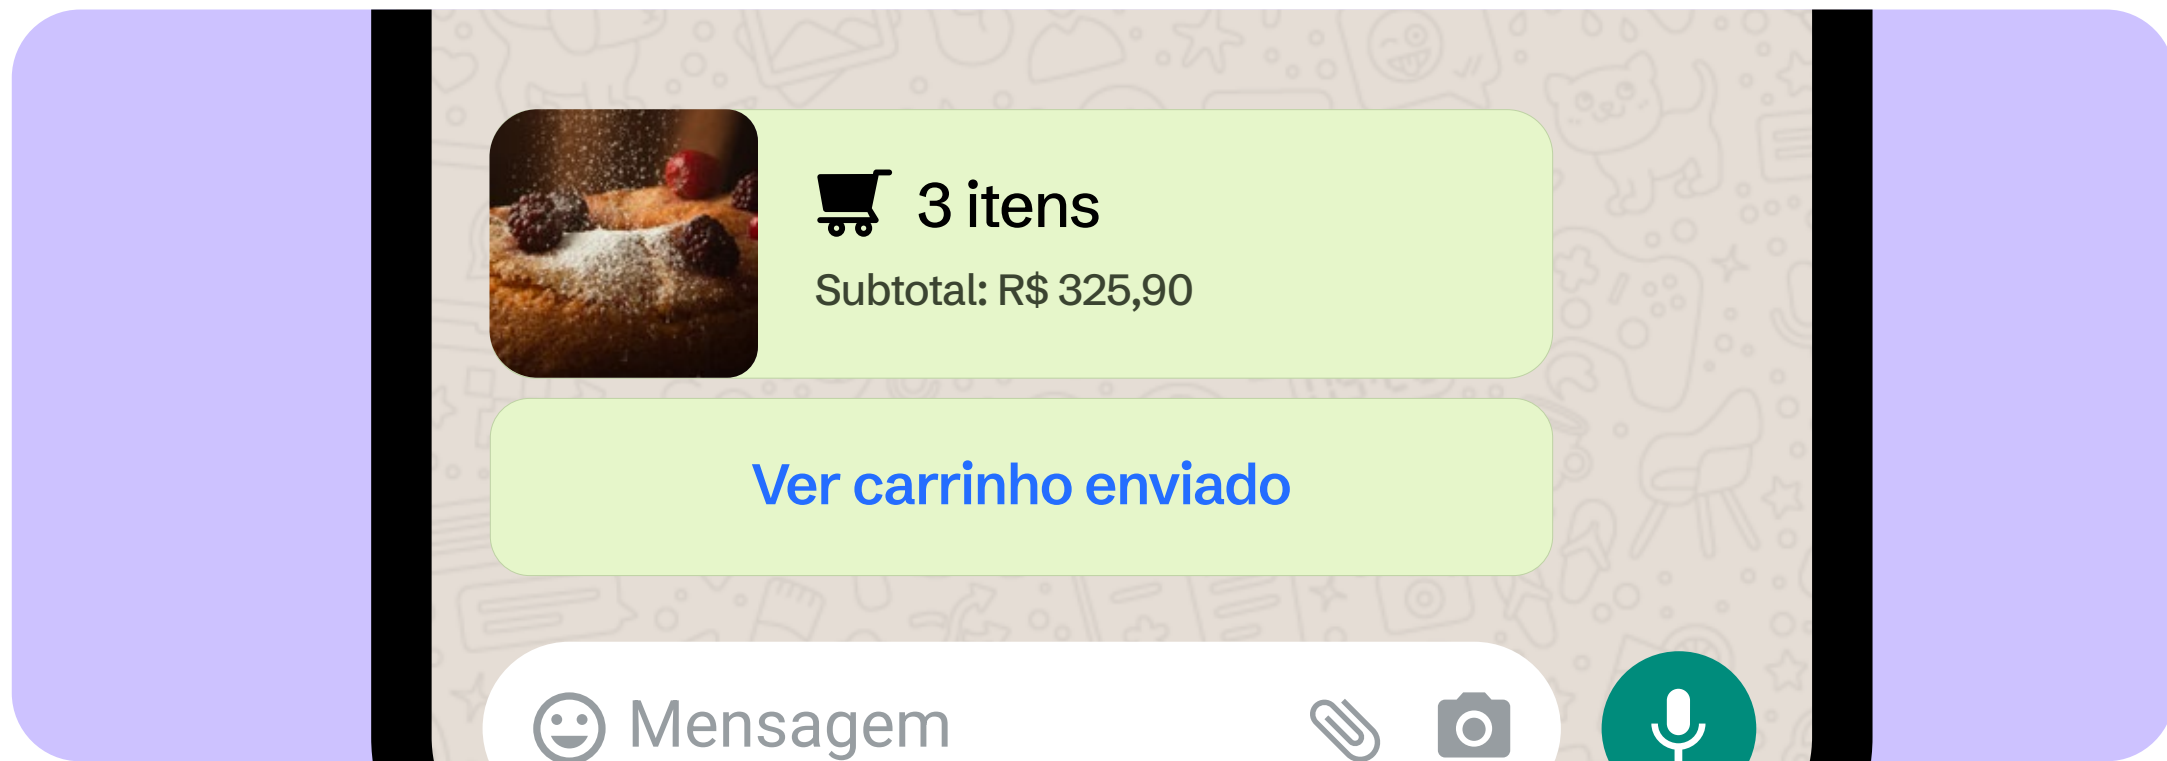 3 itens
Subtotal: R$ 325,90
Ver carrinho enviado
Mensagem